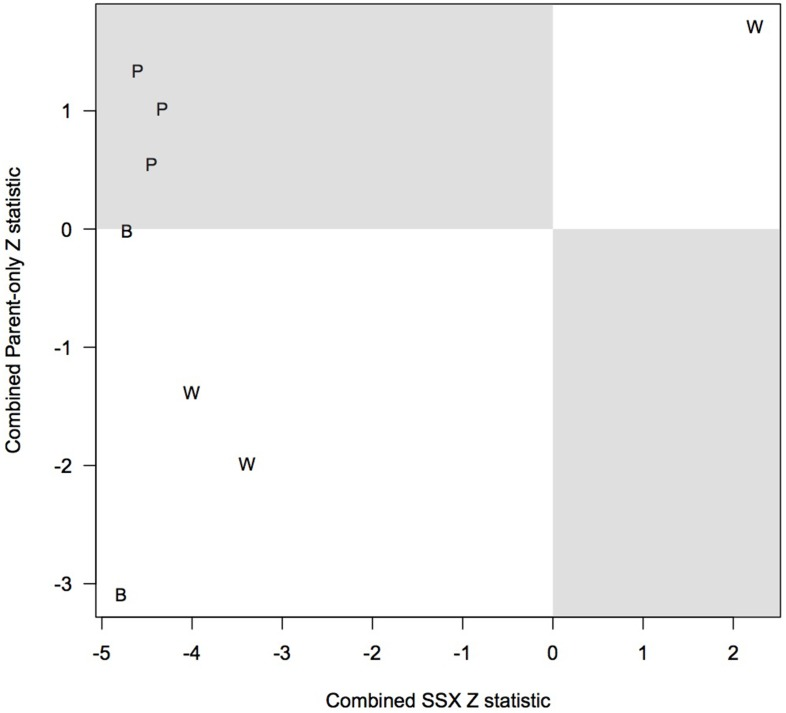 W
P
1
P
P
0
B
-1
W
-2
W
-3
B
-5 -4 -3 -2 -1 0 1 2
Combined SSX Z statistic
Combined Parent-only Z statistic